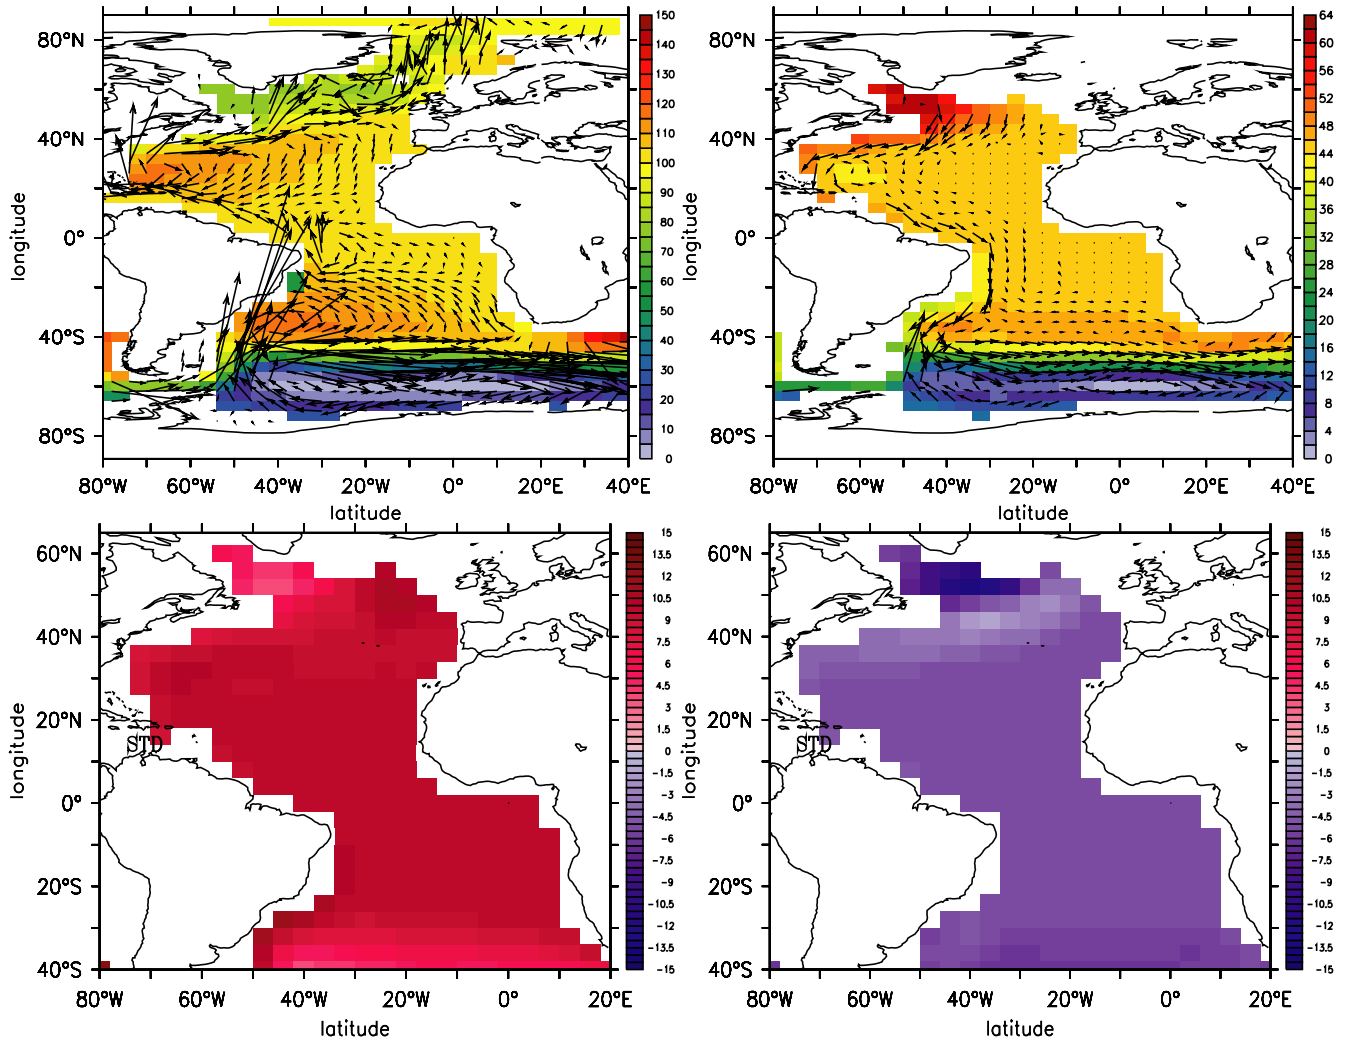 80°N
40°N
0°
40°S
80°S
longitude
80°W
60°W
40°W
20°W
0°
20°E
40°E
latitude
150
140
130
120
110
100
90
80
70
60
50
40
30
20
10
0
80°N
40°N
0°
40°S
80°S
longitude
80°W
60°W
40°W
20°W
0°
20°E
40°E
latitude
64
60
56
52
48
44
40
36
32
28
24
20
16
12
8
4
0
60°N
40°N
20°N
0°
20°S
40°S
longitude
STD
80°W
60°W
40°W
20°W
0°
20°E
latitude
15
13.5
12
10.5
9
7.5
6
4.5
3
1.5
0
-1.5
-3
-4.5
-6
-7.5
-9
-10.5
-12
-13.5
-15
60°N
40°N
20°N
0°
20°S
40°S
longitude
STD
80°W
60°W
40°W
20°W
0°
20°E
latitude
15
13.5
12
10.5
9
7.5
6
4.5
3
1.5
0
-1.5
-3
-4.5
-6
-7.5
-9
-10.5
-12
-13.5
-15